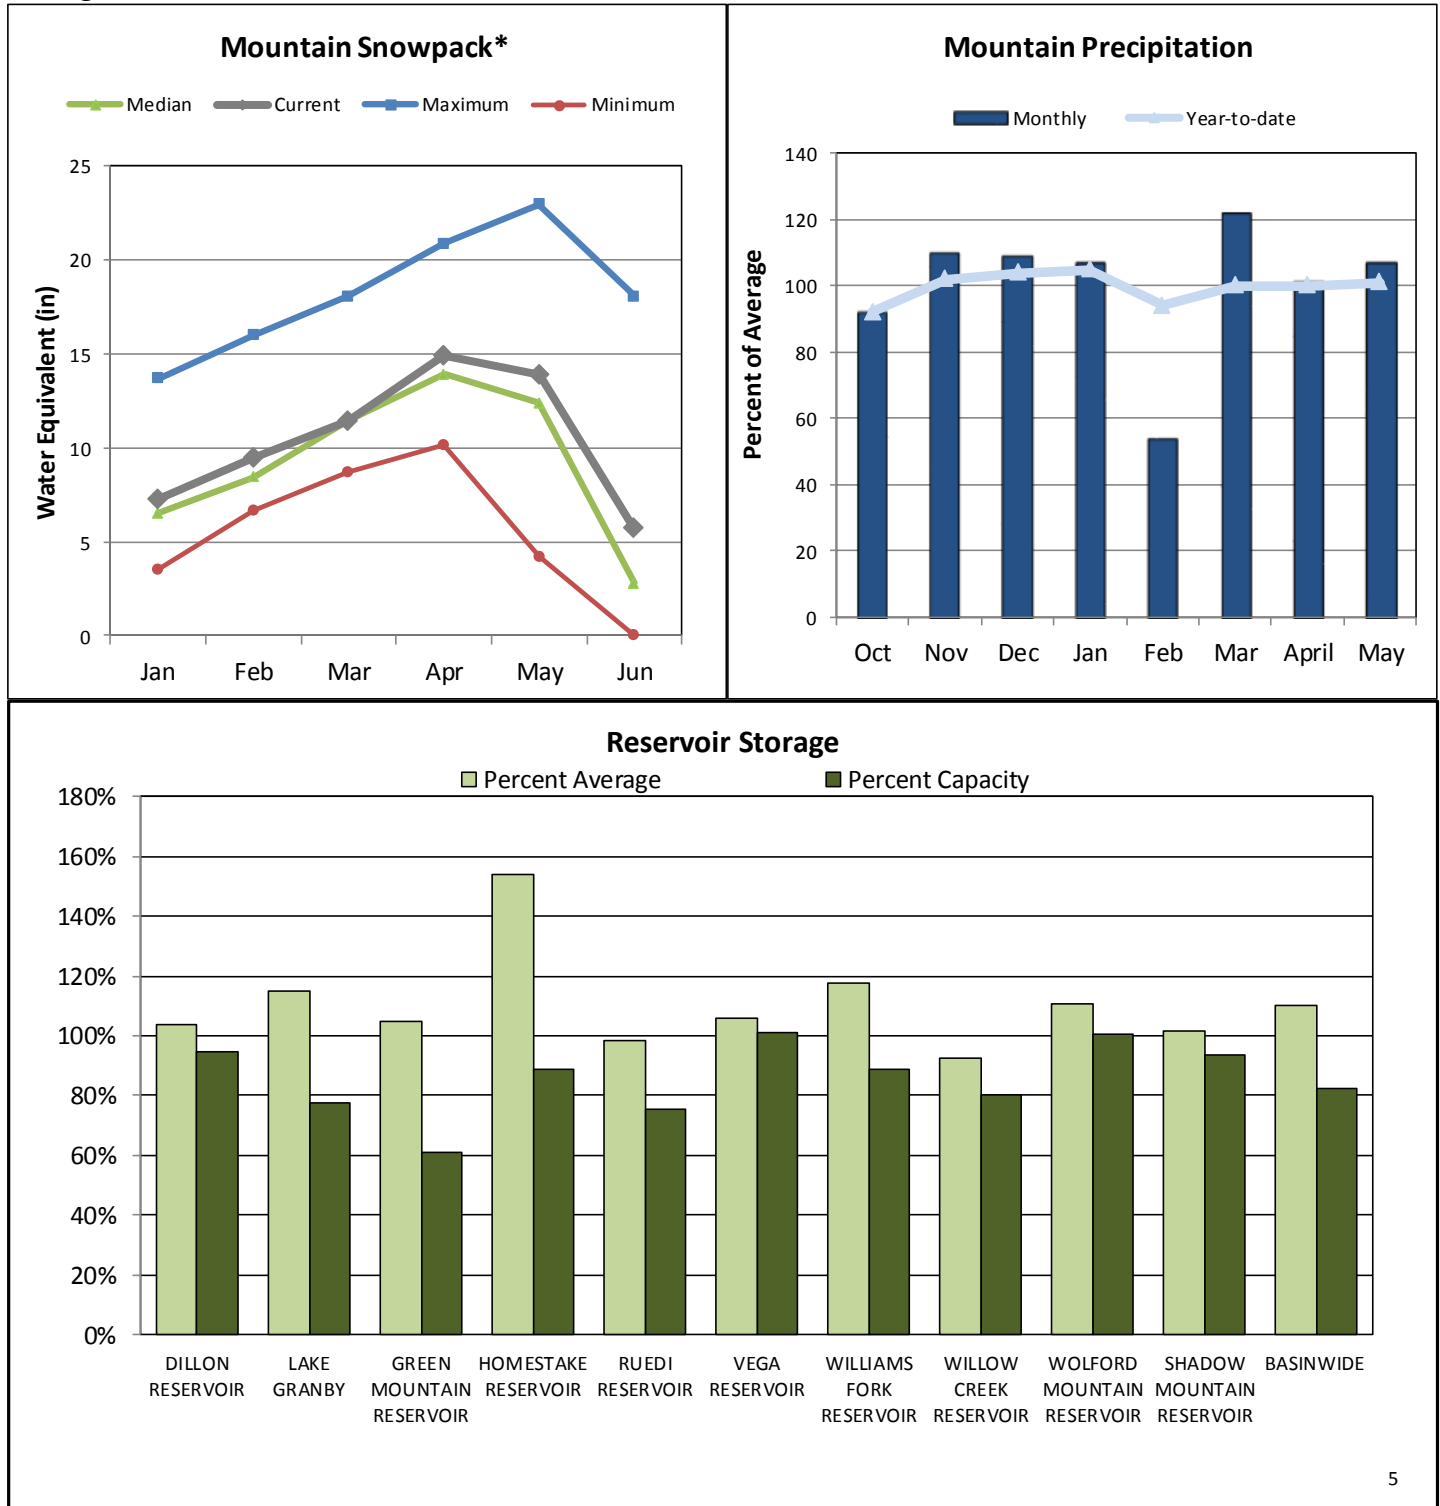 Mountain Snowpack*
Median Current Maximum Minimum
25
20
15
10
5
0
Water Equivalent (in)
Jan Feb Mar Apr May Jun
Mountain Precipitation
Monthly Year-to-date
140
120
100
80
60
40
20
0
Percent of Average
Oct Nov Dec Jan Feb Mar April May
Reservoir Storage
Percent Average Percent Capacity
180%
160%
140%
120%
100%
80%
60%
40%
20%
0%
DILLON
RESERVOIR
LAKE
GRANBY
GREEN
MOUNTAIN
RESERVOIR
HOMESTAKE
RESERVOIR
RUEDI
RESERVOIR
VEGA
RESERVOIR
WILLIAMS
FORK
RESERVOIR
WILLOW
CREEK
RESERVOIR
WOLFORD
MOUNTAIN
RESERVOIR
SHADOW
MOUNTAIN
RESERVOIR
BASINWIDE
5